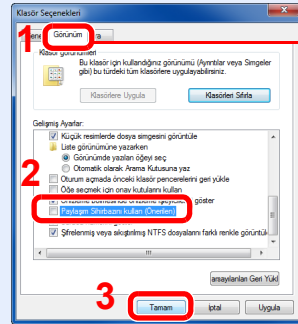 Klasör Seçenekleri
1
Görünüm
Klasör görünümleri
Bu klasör için kullandığınız görünümü (Ayrıntılar veya Simgeler
gibi) bu türdeki tüm klasörlere uygulayabilirsiniz.
Klasörlere Uygula
Klasörleri Sıfırla
Gelişmiş Ayarlar:
Küçük resimlerde dosya simgesini görüntüle
Liste görünümüne yazarken
Görünümde yazılan öğeyi seç
Otomatik olarak Arama Kutusuna yaz
2
Oturum açmada önceki klasör pencerelerini geri yükle
Öğe seçmek için onay kutularını kullan
göster
Paylaşım Sihirbazını kullan (Önerilen)
Şifrelenmiş veya sıkıştırılmış NTFS dosyalarını farklı renkle görüntül
arsayılanları Geri Yükl
3
Tamam
İptal
Uygula